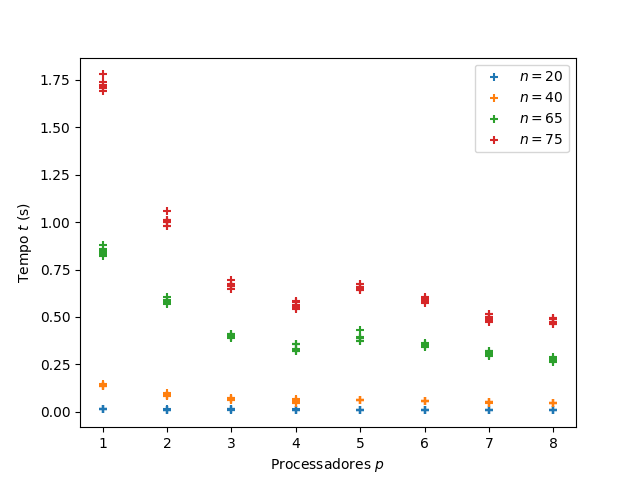 1.75
1.50
1.25
1.00
0.75
0.50
0.25
0.00
Tempo t (s)
1 2 3 4 5 6 7 8
Processadores p
n = 20
n = 40
n = 65
n = 75